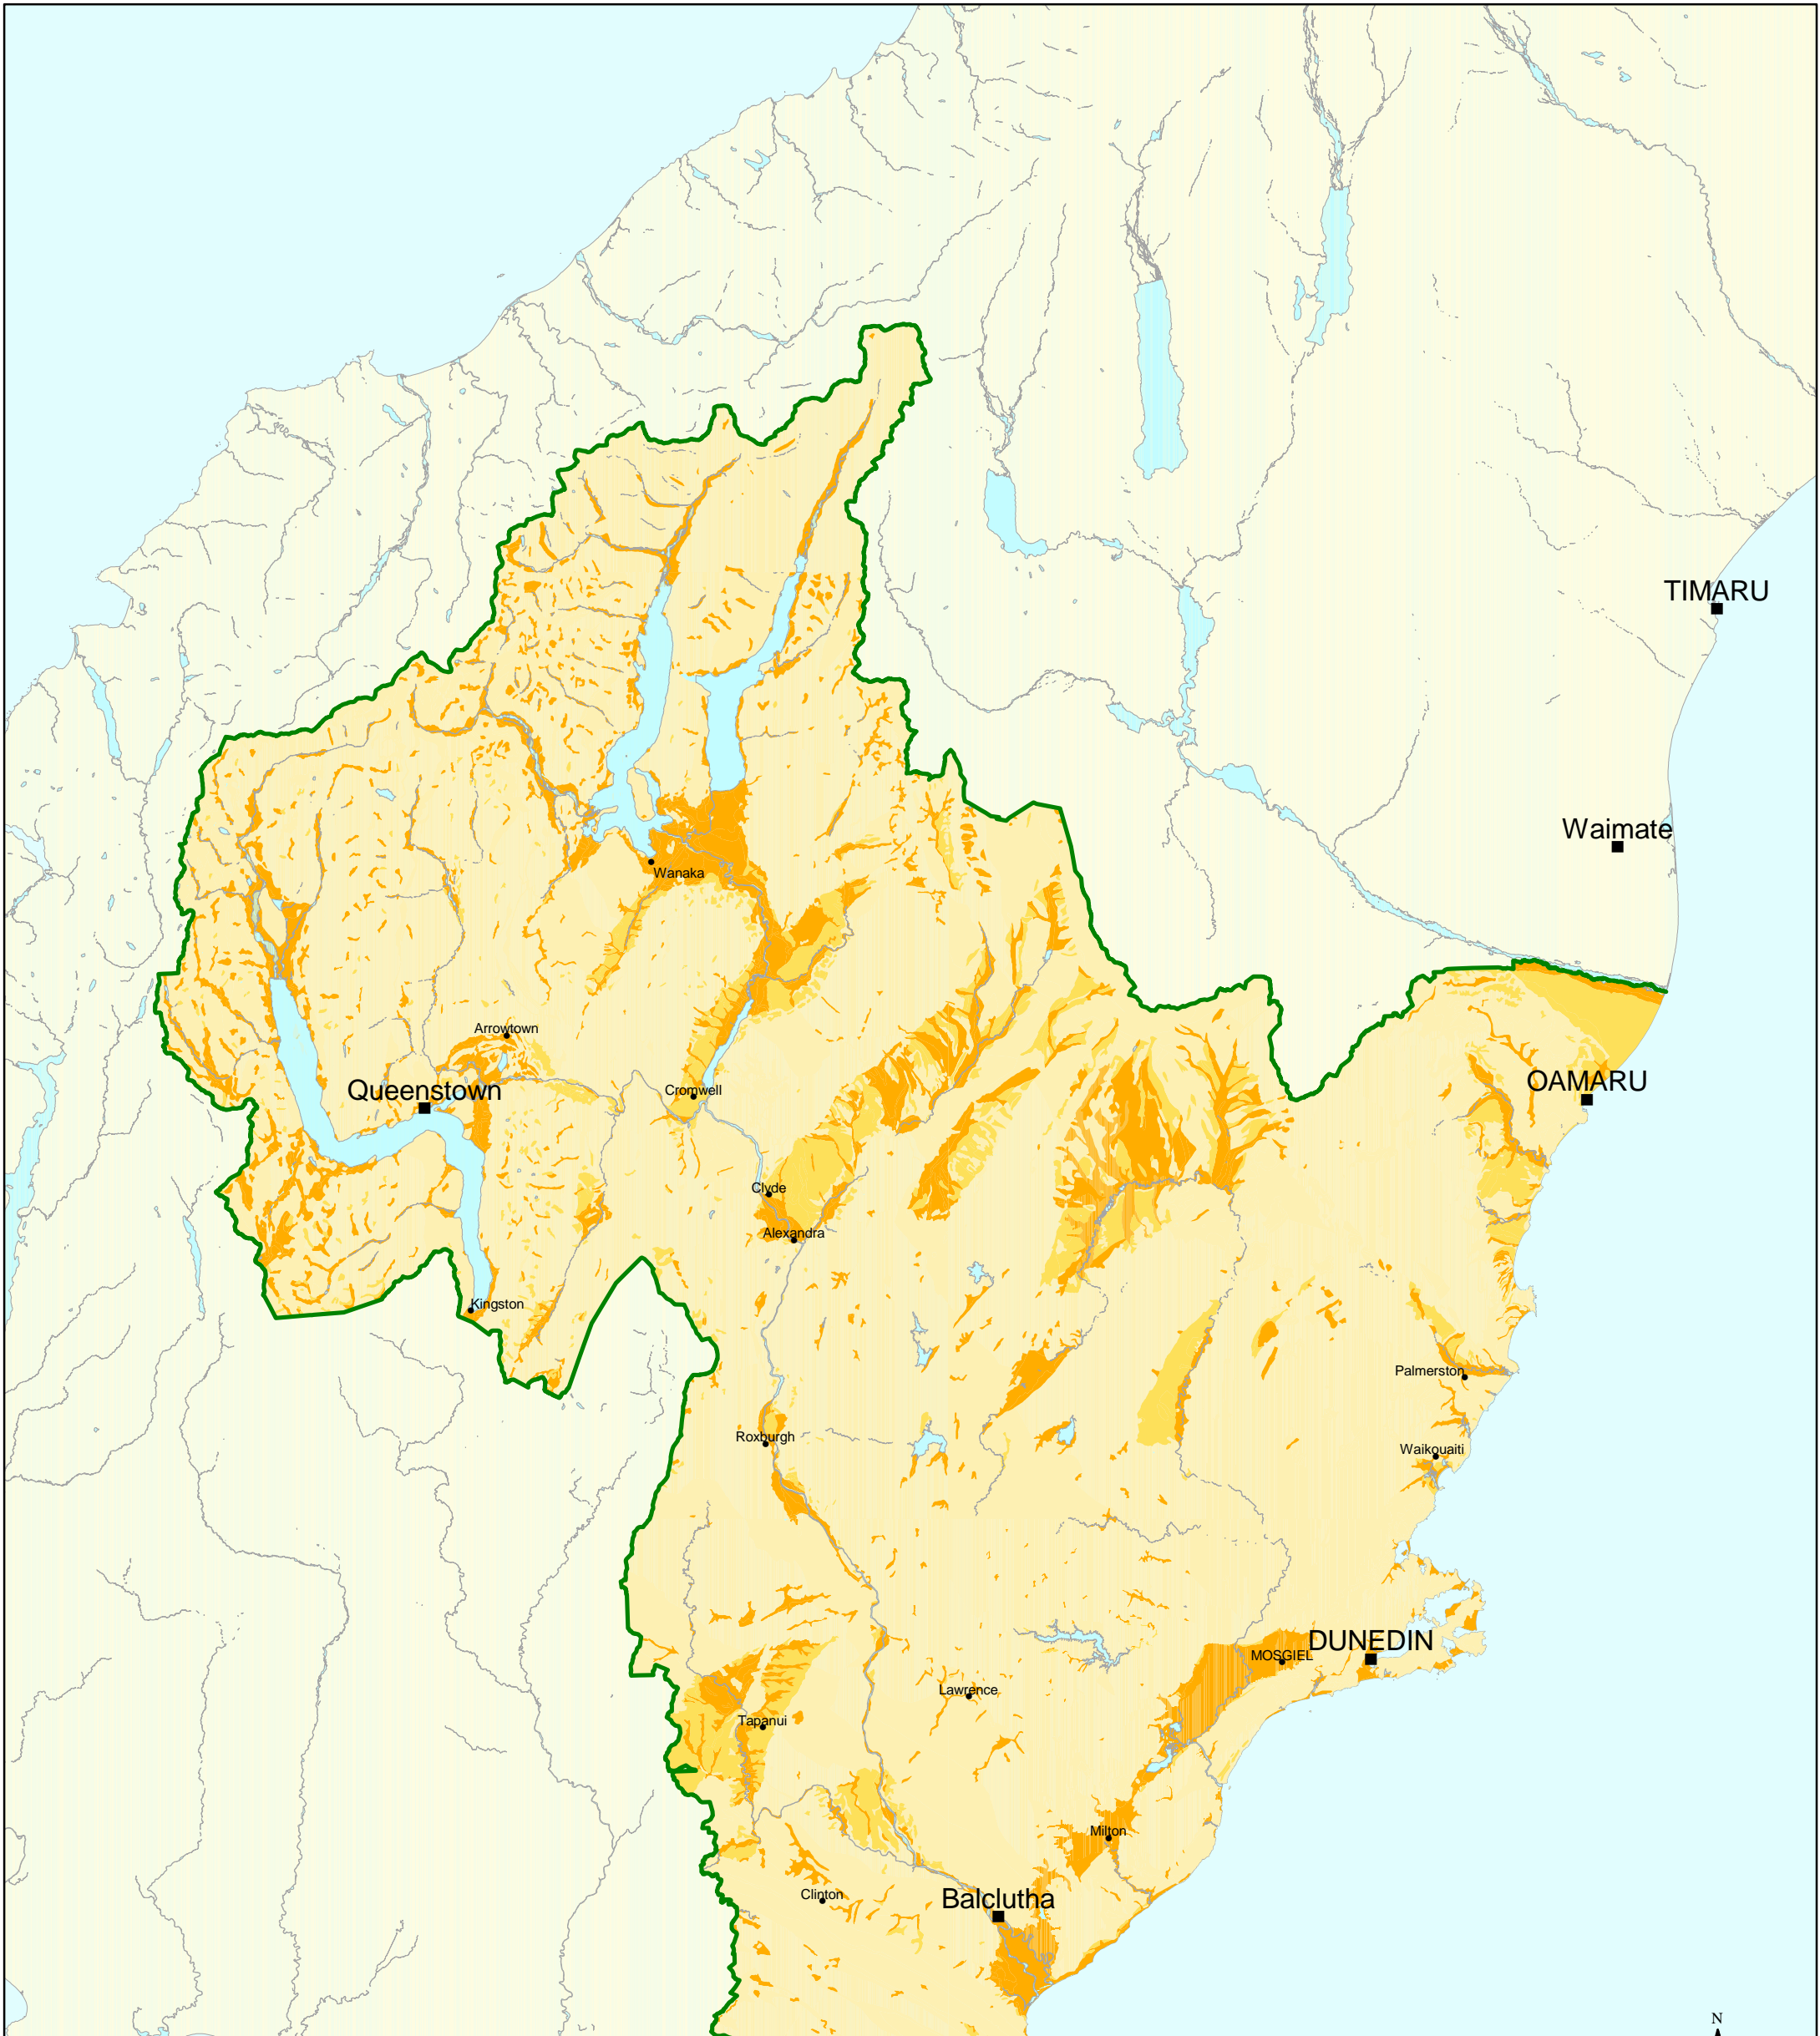 TIMARU
Waimate
Wanaka
Arrowtown
Queenstown
Cromwell
OAMARU
Clyde
Alexandra
Kingston
Palmerston
Roxburgh
Waikouaiti
DUNEDIN
MOSGIEL
Lawrence
Tapanui
Milton
Clinton
Balclutha
N